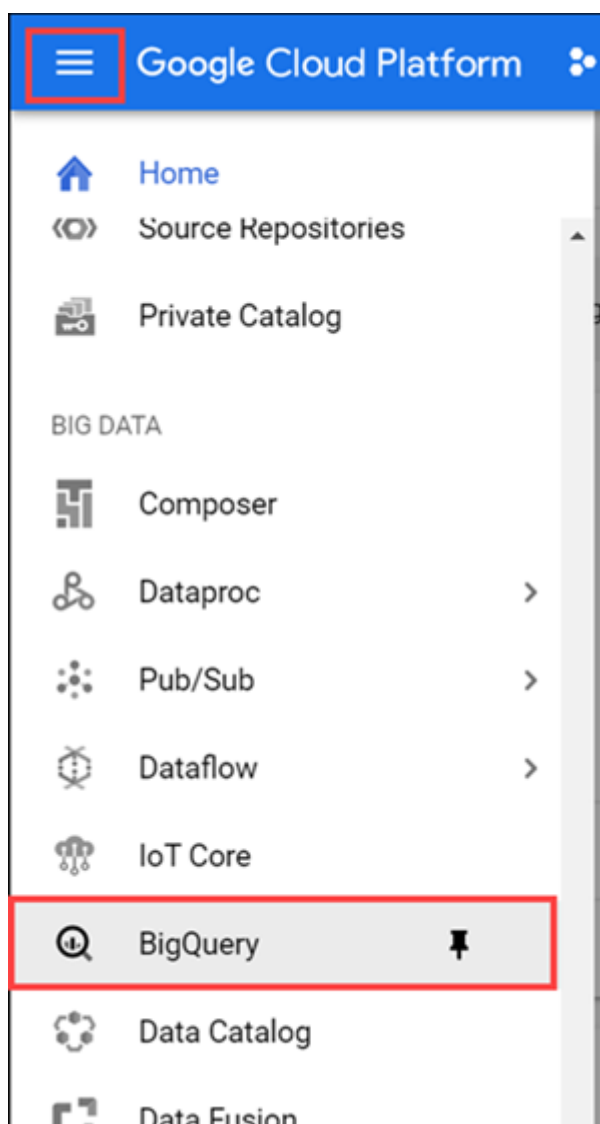 Google Cloud Platform
Home
Source Repositories
Private Catalog
BIG DATA
Composer
Dataproc
Pub/Sub
Dataflow
IoT Core
BigQuery
Data Catalog
Data Fusion